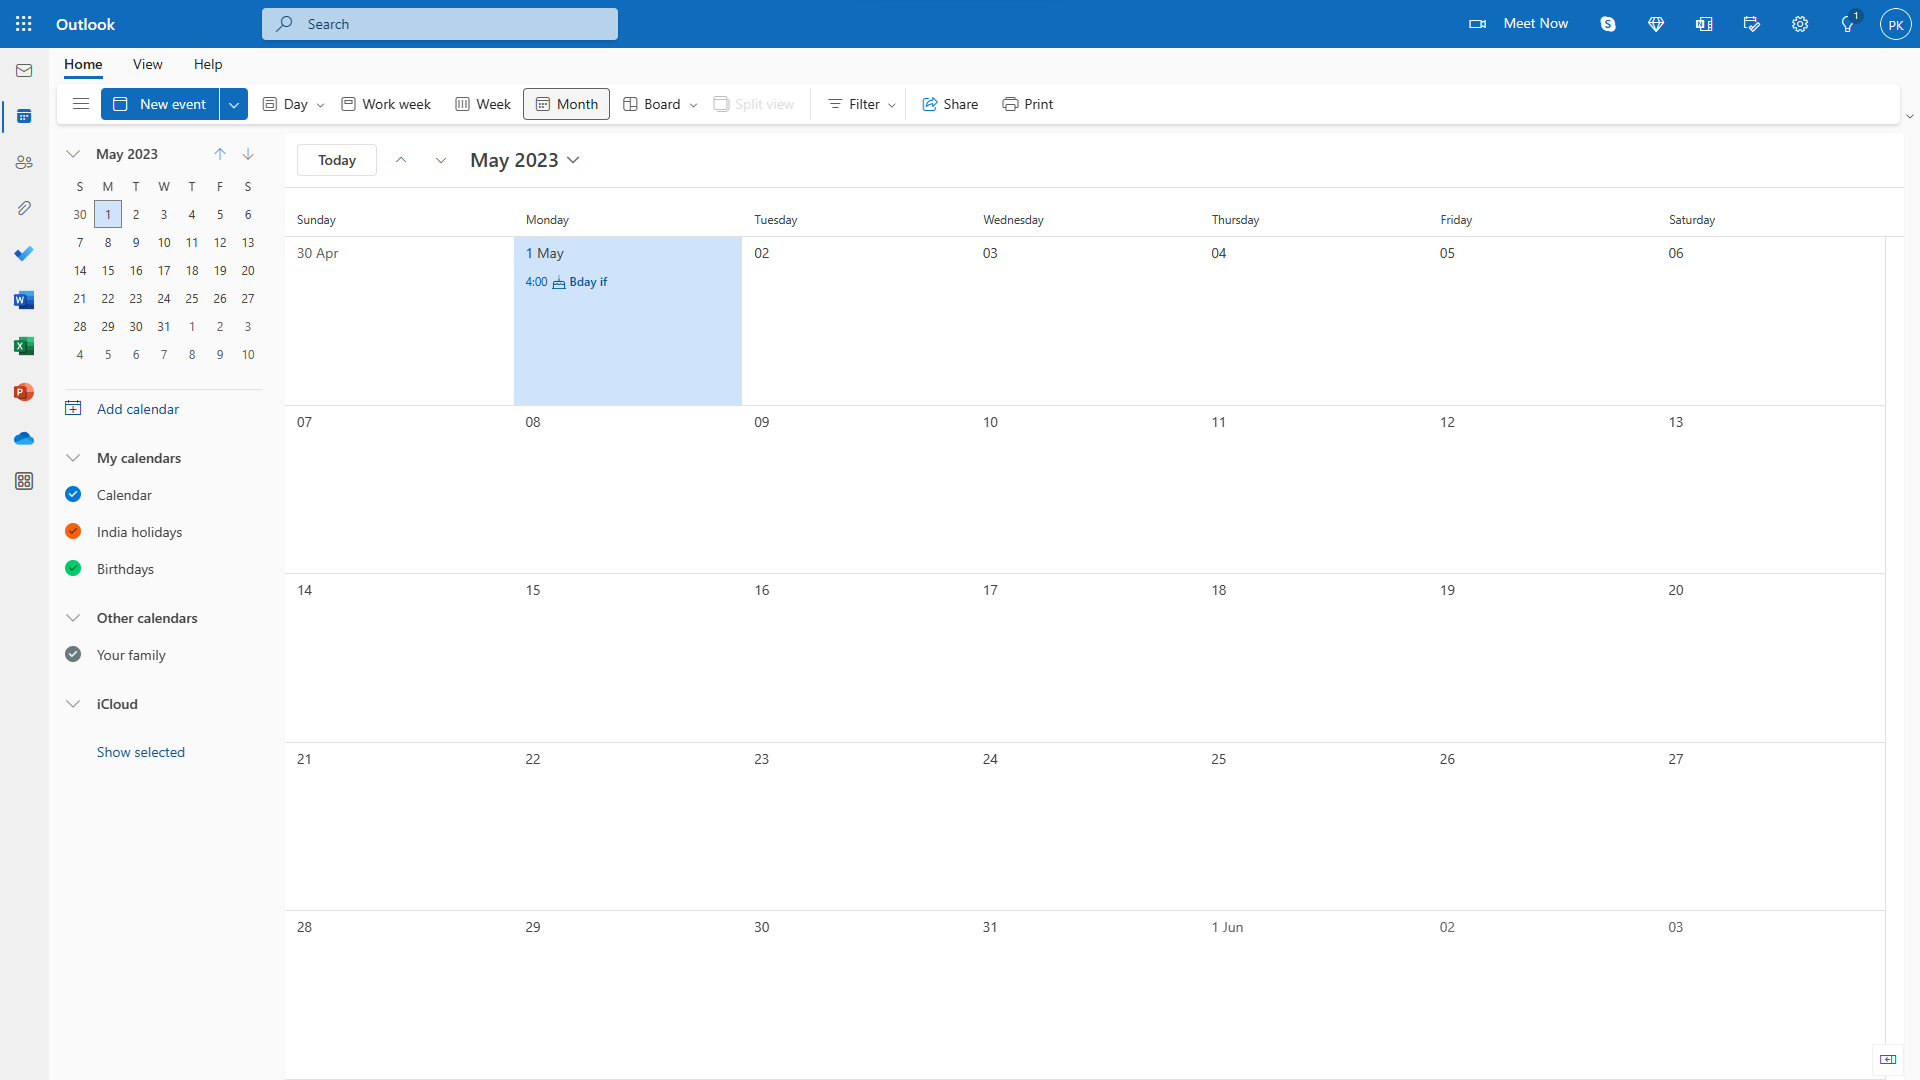 Outlook
Search
Meet Now
1
PK
Home View Help
New event Day Work week Week Month Board Split view Filter Share Print
May 2023
S M T W T F S
30 1 2 3 4 5 6
7 8 9 10 11 12 13
14 15 16 17 18 19 20
21 22 23 24 25 26 27
28 29 30 31 1 2 3
4 5 6 7 8 9 10
Add calendar
My calendars
Calendar
India holidays
Birthdays
Other calendars
Your family
iCloud
Show selected
Today May 2023
Sunday Monday Tuesday Wednesday Thursday Friday Saturday
30 Apr 1 May 02 03 04 05 06
4:00 Bday if
07 08 09 10 11 12 13
14 15 16 17 18 19 20
21 22 23 24 25 26 27
28 29 30 31 1 Jun 02 03